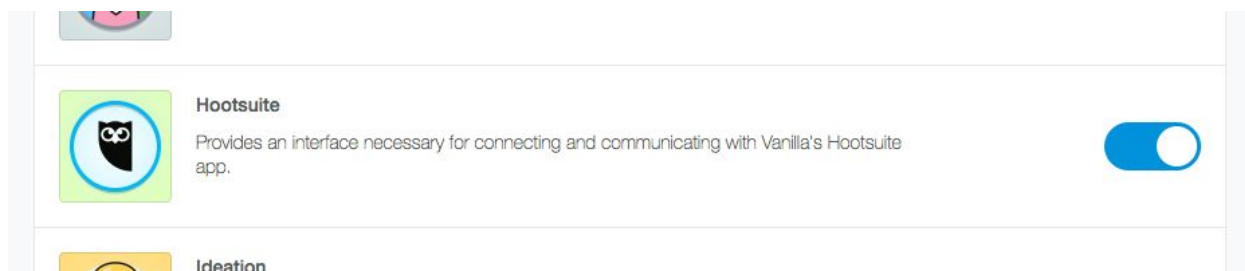 Hootsuite
Provides an interface necessary for connecting and communicating with Vanilla's Hootsuite
app.
Ideation